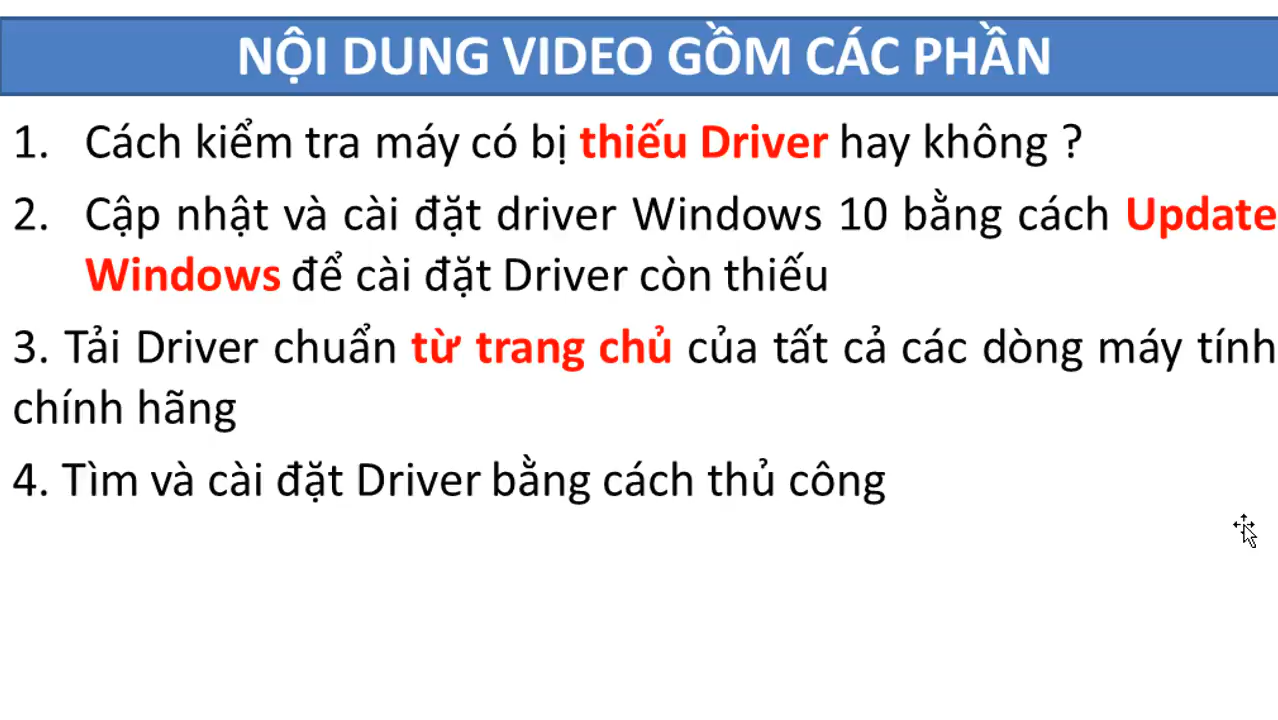 NỘI DUNG VIDEO GỒM CÁC PHẦN
1. Cách kiểm tra máy có bị thiếu Driver hay không ?
2. Cập nhật và cài đặt driver Windows 10 bằng cách Update
Windows để cài đặt Driver còn thiếu
3. Tải Driver chuẩn từ trang chủ của tất cả các dòng máy tính
chính hãng
4. Tìm và cài đặt Driver bằng cách thủ công